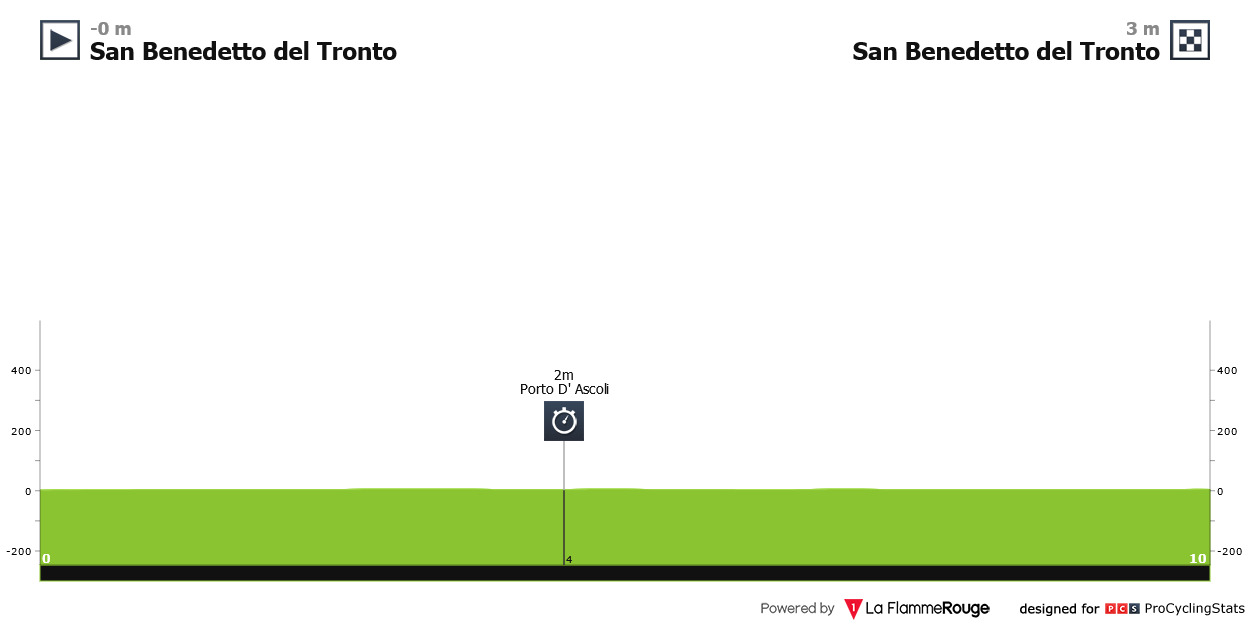 -0 m
San Benedetto del Tronto
3 m
San Benedetto del Tronto
2m
Porto D' Ascoli
400
400
200
200
0
0
-200
-200
0
4
10
Powered by
1
La FlammeRouge
designed for
PCS
ProCyclingStats